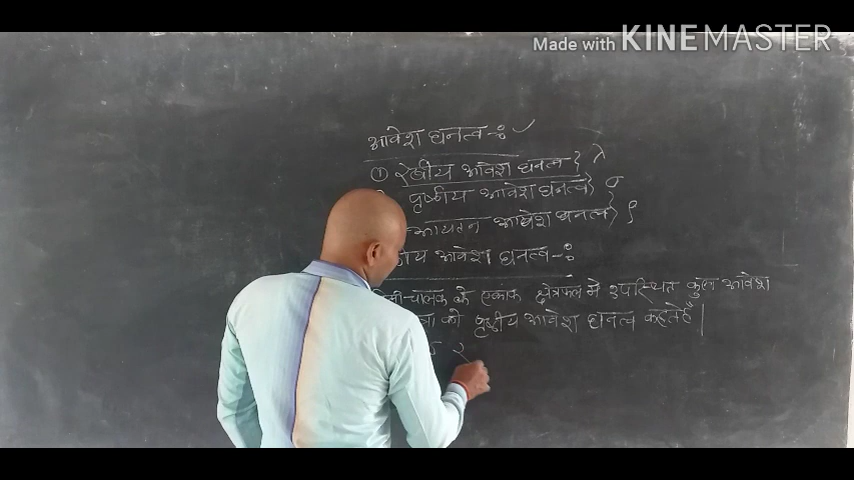 Made with KINEMASTER
आवेश घनत्व -ः ✓
① रेखीय आवेश घनत्व } λ
पृष्ठीय आवेश घनत्व } σ
आयतन आवेश घनत्व } ρ
आवेश घनत्व -ः
चालक के एकांक क्षेत्रफल में उपस्थित कुल आवेश
को पृष्ठीय आवेश घनत्व कहते हैं |